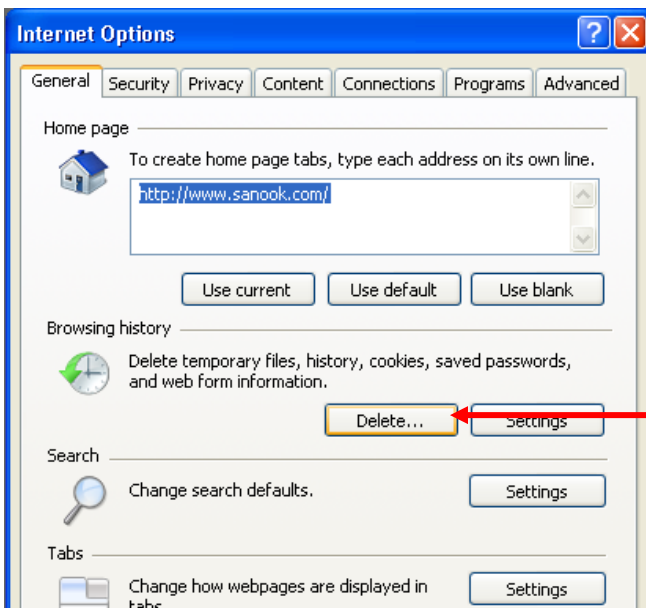 Internet Options
General Security Privacy Content Connections Programs Advanced
Home page
To create home page tabs, type each address on its own line.
http://www.sanook.com/
Use current Use default Use blank
Browsing history
Delete temporary files, history, cookies, saved passwords,
and web form information.
Delete... Settings
Search
Change search defaults.
Settings
Tabs
Change how webpages are displayed in
tabs.
Settings